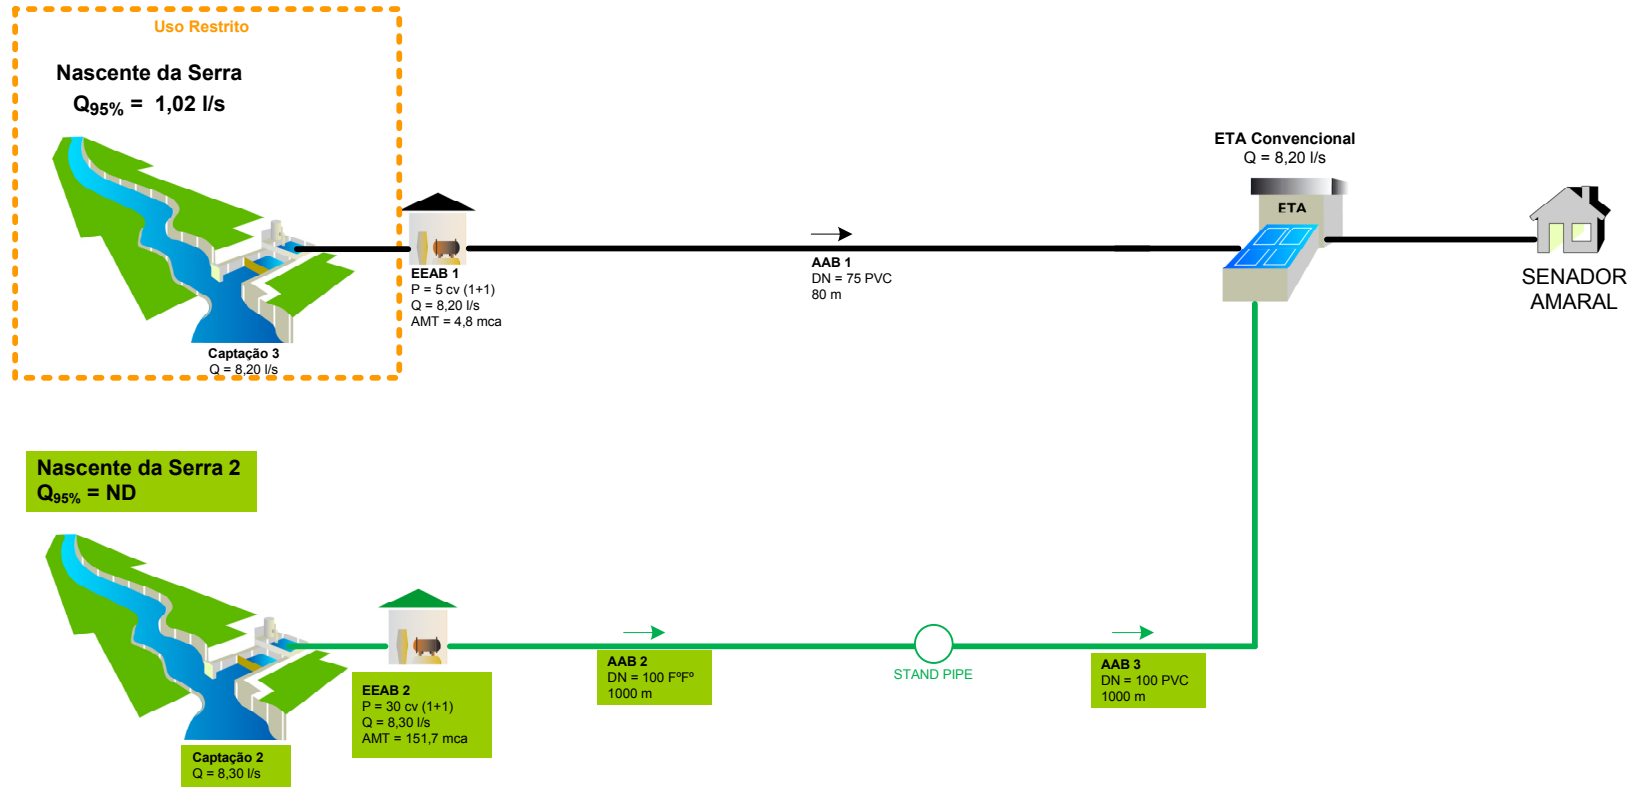 Uso Restrito
Nascente da Serra
Q95% = 1,02 l/s
Captação 3
Q = 8,20 l/s
EEAB 1
P = 5 cv (1+1)
Q = 8,20 l/s
AMT = 4,8 mca
AAB 1
DN = 75 PVC
80 m
ETA Convencional
Q = 8,20 l/s
ETA
SENADOR
AMARAL
Nascente da Serra 2
Q95% = ND
Captação 2
Q = 8,30 l/s
EEAB 2
P = 30 cv (1+1)
Q = 8,30 l/s
AMT = 151,7 mca
AAB 2
DN = 100 FºFº
1000 m
STAND PIPE
AAB 3
DN = 100 PVC
1000 m